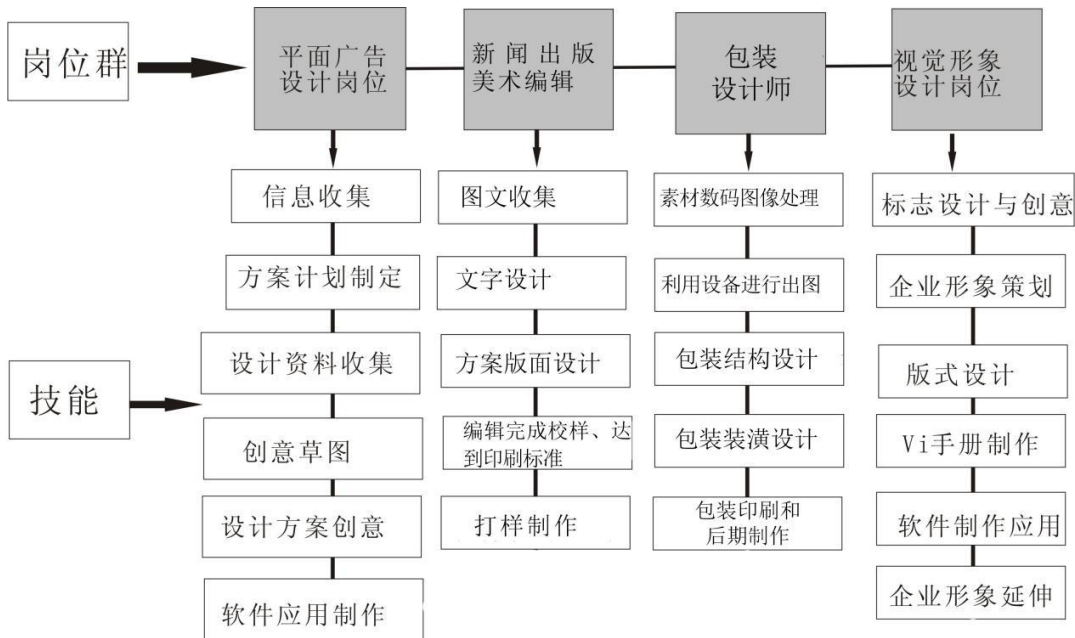 岗位群
平面广告
设计岗位
新闻出版
美术编辑
包装
设计师
视觉形象
设计岗位
信息收集
图文收集
素材数码图像处理
标志设计与创意
方案计划制定
文字设计
利用设备进行出图
企业形象策划
设计资料收集
方案版面设计
包装结构设计
版式设计
技能
创意草图
编辑完成校样、达
到印刷标准
包装装潢设计
Vi手册制作
设计方案创意
打样制作
包装印刷和
后期制作
软件制作应用
软件应用制作
企业形象延伸